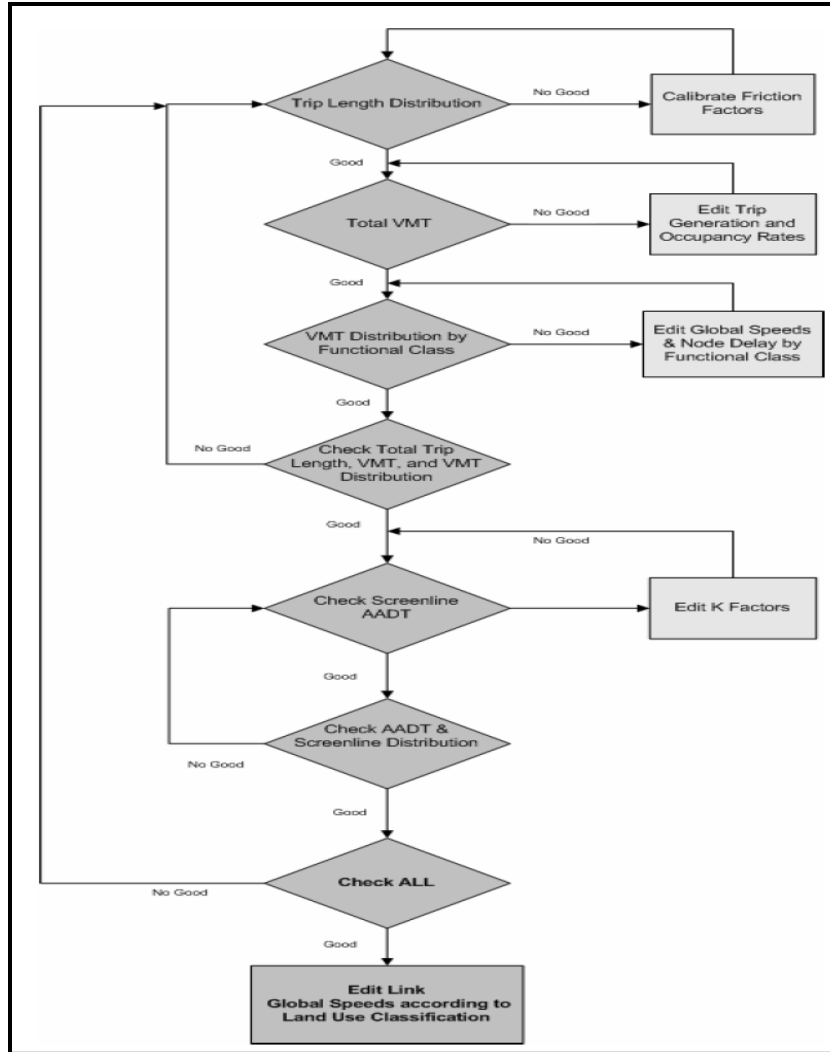 Trip Length Distribution
No Good
Calibrate Friction
Factors
Good
Total VMT
No Good
Edit Trip
Generation and
Occupancy Rates
Good
VMT Distribution by
Functional Class
No Good
Edit Global Speeds
& Node Delay by
Functional Class
Good
No Good
Check Total Trip
Length, VMT, and VMT
Distribution
Good
No Good
Check Screenline
AADT
Edit K Factors
Good
Check AADT &
Screenline Distribution
No Good
Good
Check ALL
No Good
Good
Edit Link
Global Speeds according to
Land Use Classification